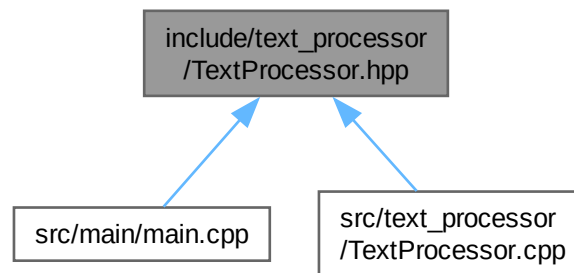 include/text_processor
/TextProcessor.hpp
src/main/main.cpp
src/text_processor
/TextProcessor.cpp